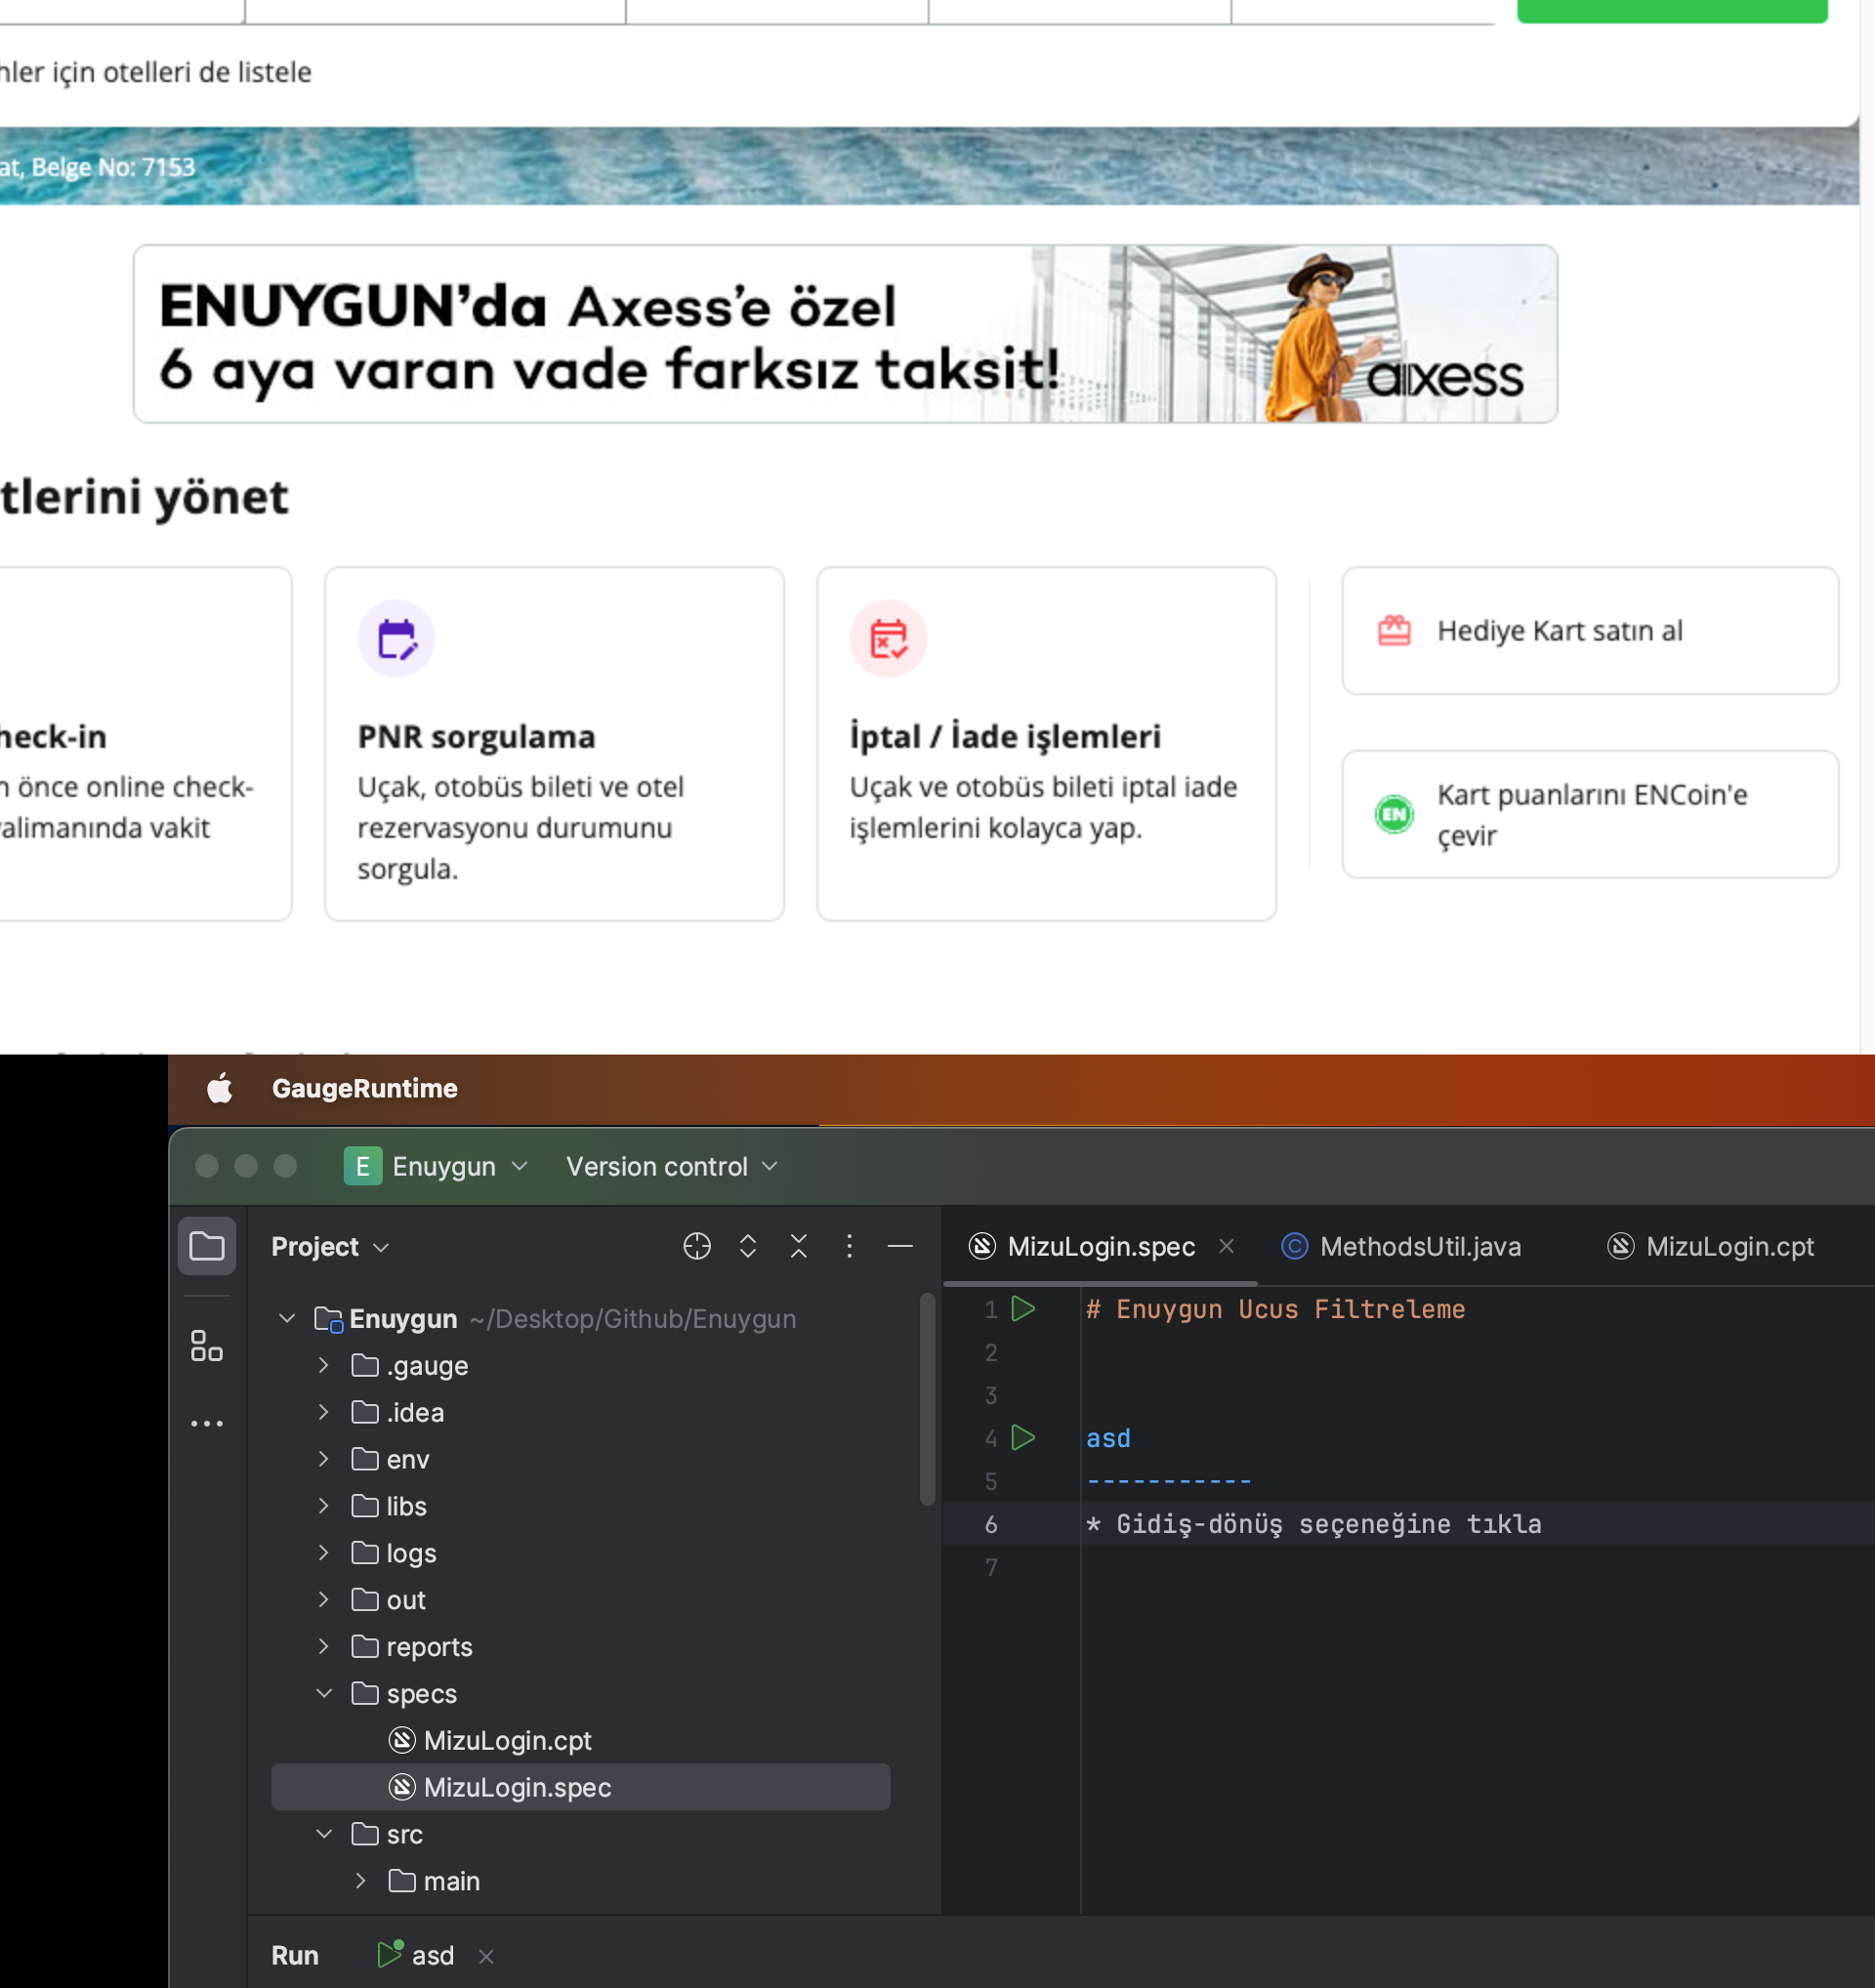 hler için otelleri de listele
at, Belge No: 7153
ENUYGUN'da Axess'e özel
6 aya varan vade farksız taksit!
axess
tlerini yönet
heck-in
n önce online check-
valimanında vakit
PNR sorgulama
Uçak, otobüs bileti ve otel
rezervasyonu durumunu
sorgula.
İptal / İade işlemleri
Uçak ve otobüs bileti iptal iade
işlemlerini kolayca yap.
Hediye Kart satın al
EN
Kart puanlarını ENCoin'e
çevir
GaugeRuntime
E Enuygun Version control
Project
Enuygun ~/Desktop/Github/Enuygun
.gauge
.idea
env
libs
logs
out
reports
specs
MizuLogin.cpt
MizuLogin.spec
src
main
MizuLogin.spec MethodsUtil.java MizuLogin.cpt
1 # Enuygun Ucus Filtreleme
2
3
4 asd
5 -----------
6 * Gidiş-dönüş seçeneğine tıkla
7
Run asd